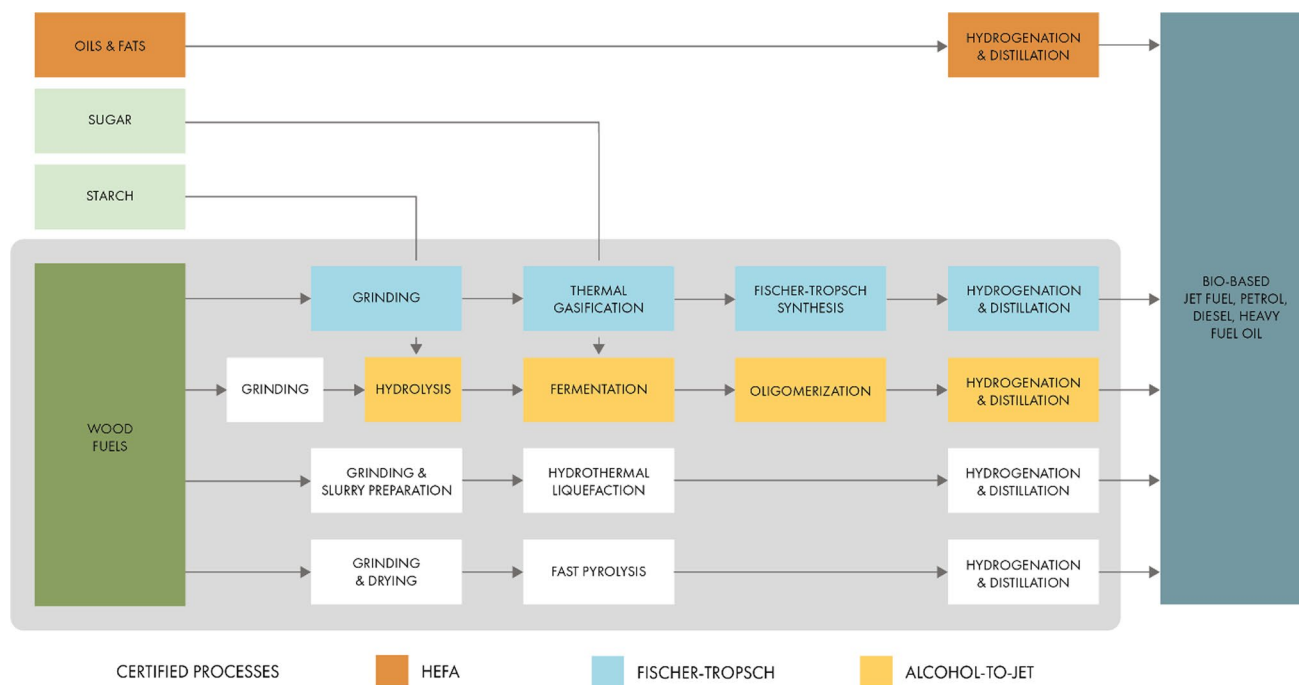 OILS & FATS
HYDROGENATION
& DISTILLATION
SUGAR
STARCH
WOOD
FUELS
GRINDING
THERMAL
GASIFICATION
FISCHER-TROPSCH
SYNTHESIS
HYDROGENATION
& DISTILLATION
GRINDING
HYDROLYSIS
FERMENTATION
OLIGOMERIZATION
HYDROGENATION
& DISTILLATION
GRINDING &
SLURRY PREPARATION
HYDROTHERMAL
LIQUEFACTION
HYDROGENATION
& DISTILLATION
GRINDING
& DRYING
FAST PYROLYSIS
HYDROGENATION
& DISTILLATION
BIO-BASED
JET FUEL, PETROL,
DIESEL, HEAVY
FUEL OIL
CERTIFIED PROCESSES
HEFA
FISCHER-TROPSCH
ALCOHOL-TO-JET